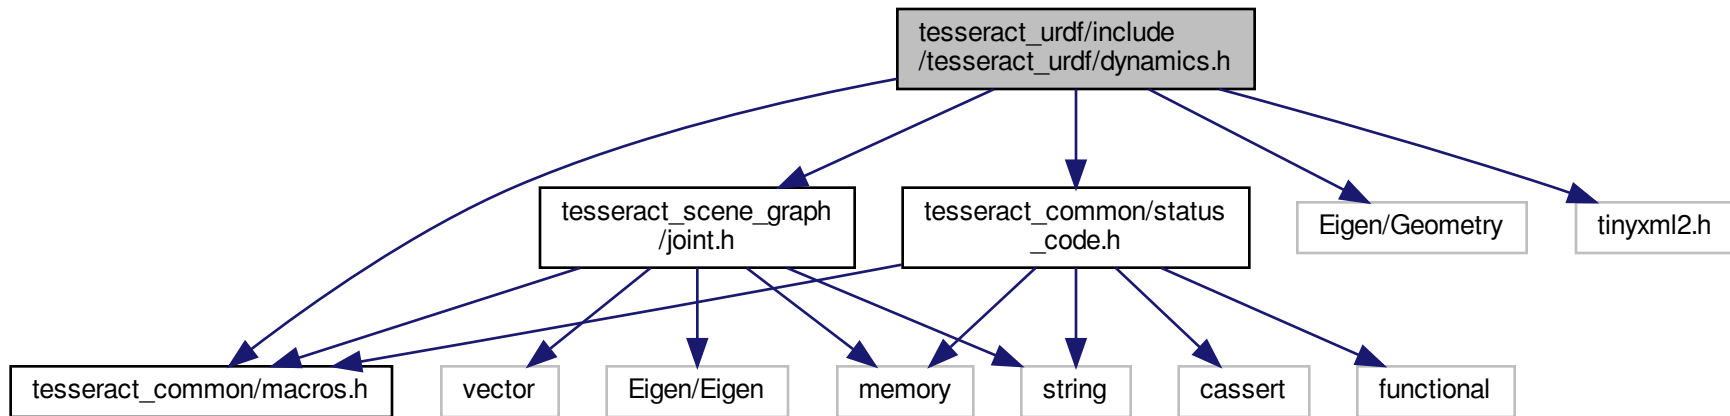 tesseract_urdf/include
/tesseract_urdf/dynamics.h
tesseract_scene_graph
/joint.h
tesseract_common/status
_code.h
Eigen/Geometry
tinyxml2.h
tesseract_common/macros.h
vector
Eigen/Eigen
memory
string
cassert
functional